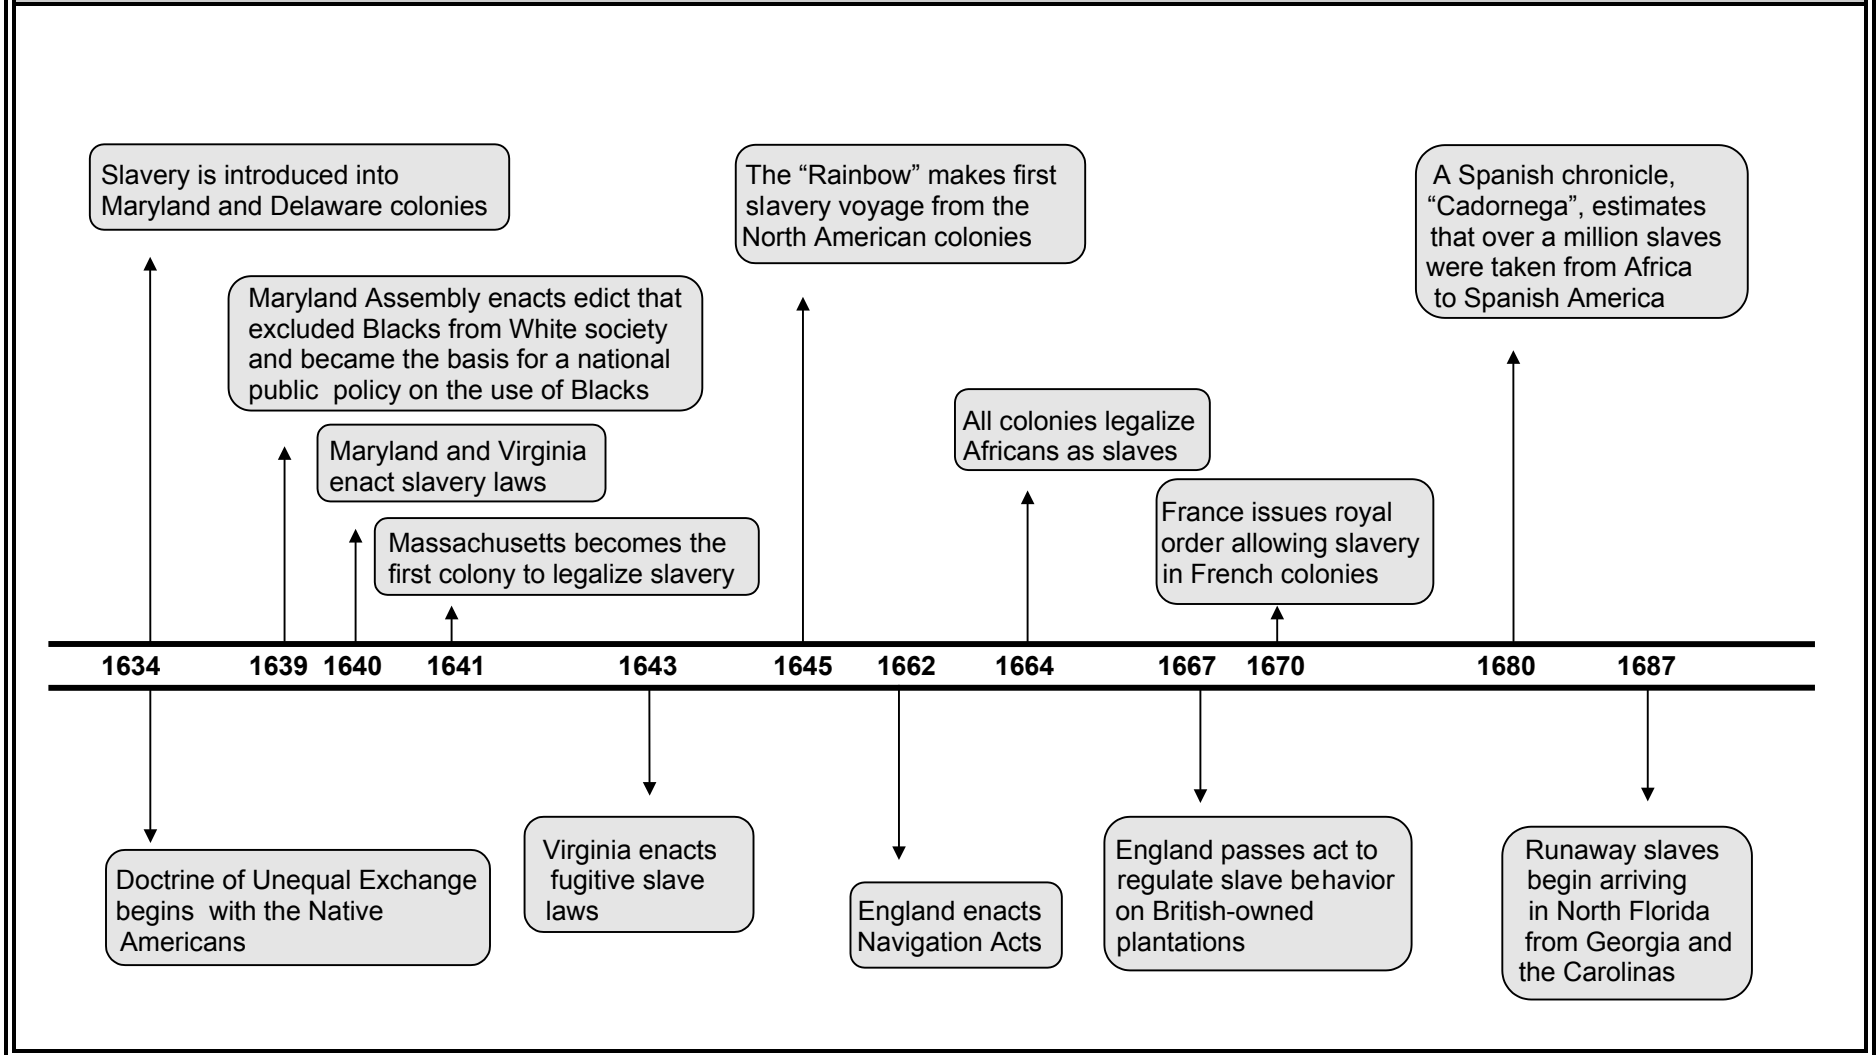 Slavery is introduced into
Maryland and Delaware colonies
Maryland Assembly enacts edict that
excluded Blacks from White society
and became the basis for a national
public  policy on the use of Blacks
Maryland and Virginia
enact slavery laws
Massachusetts becomes the
first colony to legalize slavery
The “Rainbow” makes first
slavery voyage from the
North American colonies
All colonies legalize
Africans as slaves
France issues royal
order allowing slavery
in French colonies
A Spanish chronicle,
“Cadornega”, estimates
that over a million slaves
were taken from Africa
to Spanish America
1634 1639 1640 1641 1643 1645 1662 1664 1667 1670 1680 1687
Doctrine of Unequal Exchange
begins  with the Native
Americans
Virginia enacts
fugitive slave
laws
England enacts
Navigation Acts
England passes act to
regulate slave behavior
on British-owned
plantations
Runaway slaves
begin arriving
in North Florida
from Georgia and
the Carolinas